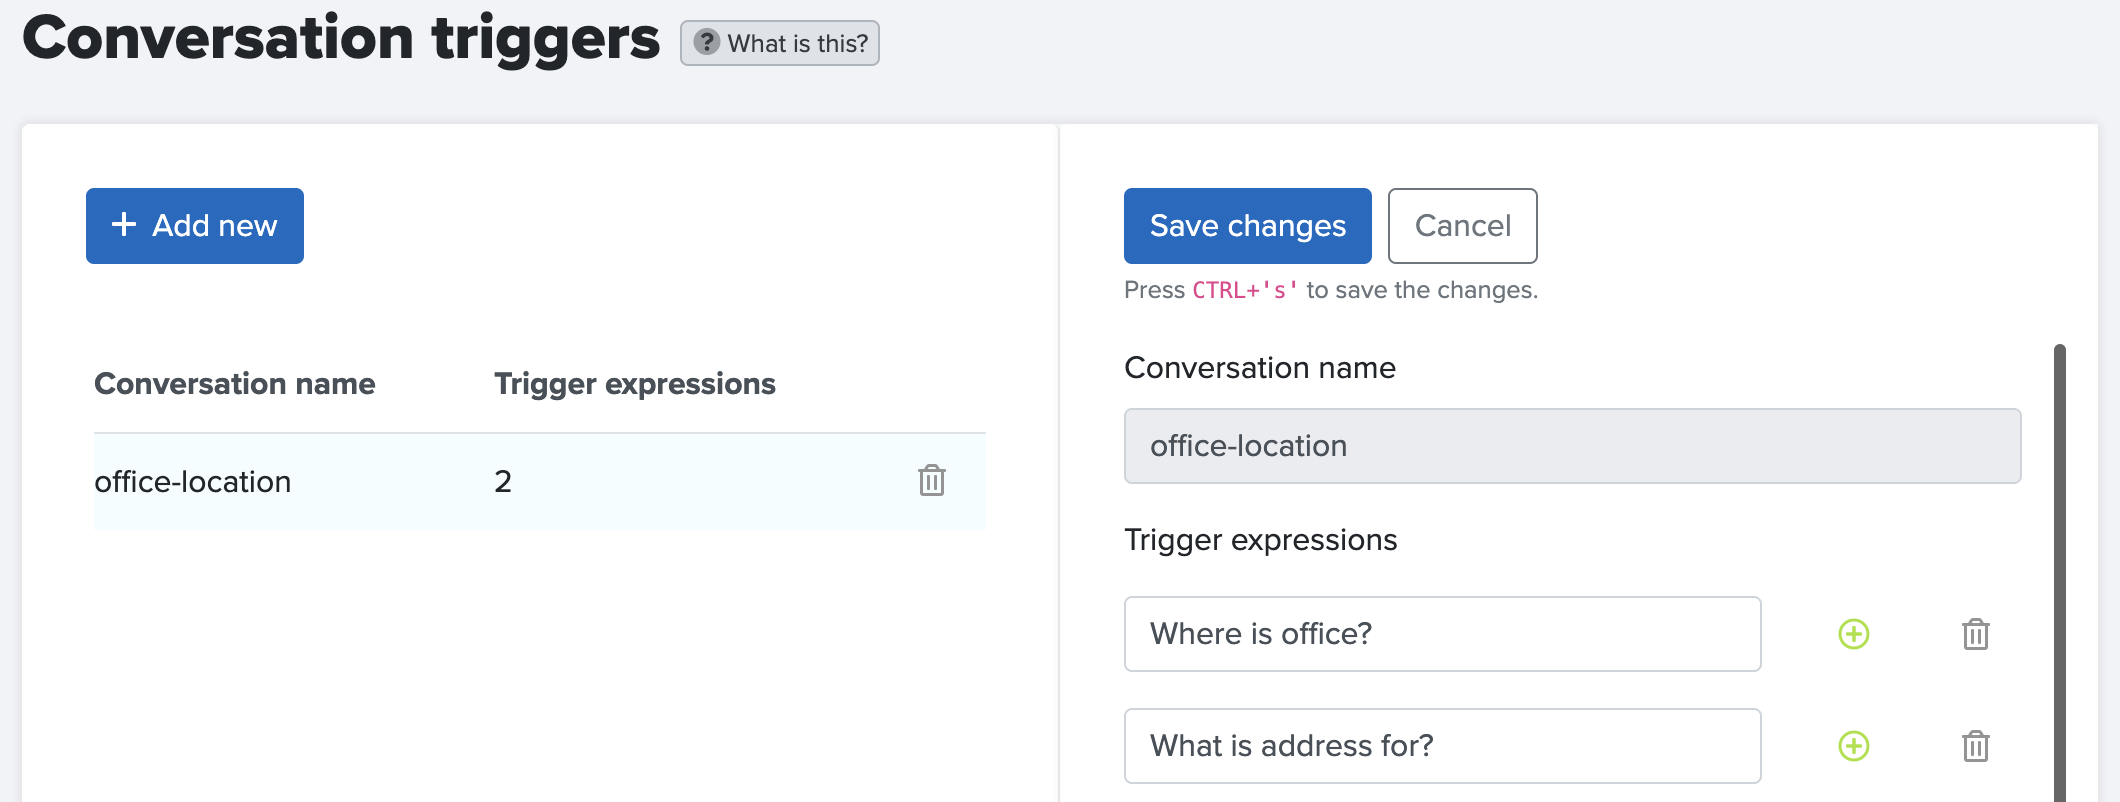 Conversation triggers
? What is this?
+ Add new
Conversation name Trigger expressions
office-location 2
Save changes Cancel
Press CTRL+'s' to save the changes.
Conversation name
office-location
Trigger expressions
Where is office?
What is address for?